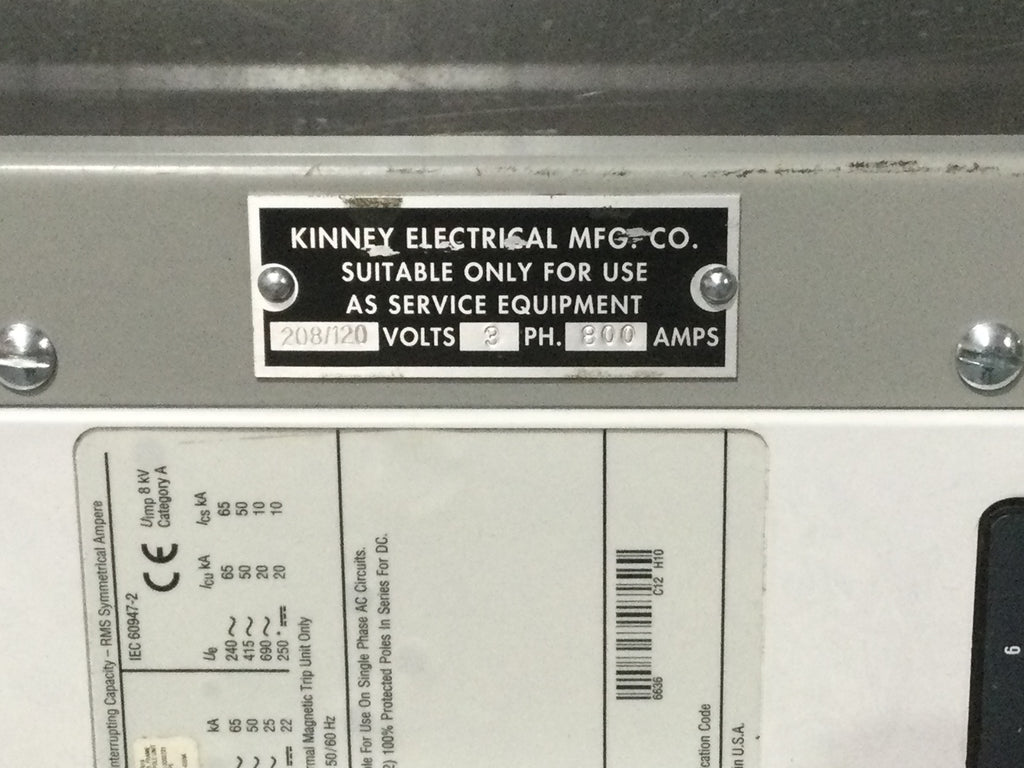 KINNEY ELECTRICAL MFG. CO.
SUITABLE ONLY FOR USE
AS SERVICE EQUIPMENT
208/120 VOLTS 3 PH. 800 AMPS
nterrupting Capacity – RMS Symmetrical Ampere
IEC 60947-2
CE
Uimp 8 kV
Category A
Ue Icu kA Ics kA
240 ~ 65 65
415 ~ 50 50
690 ~ 20 10
250 * ⎓ 20 10
kA
~ 65
~ 50
~ 25
⎓ 22
rmal Magnetic Trip Unit Only
50/60 Hz
le For Use On Single Phase AC Circuits.
2) 100% Protected Poles In Series For DC.
6636 C12 H10
cation Code
in U.S.A.
6